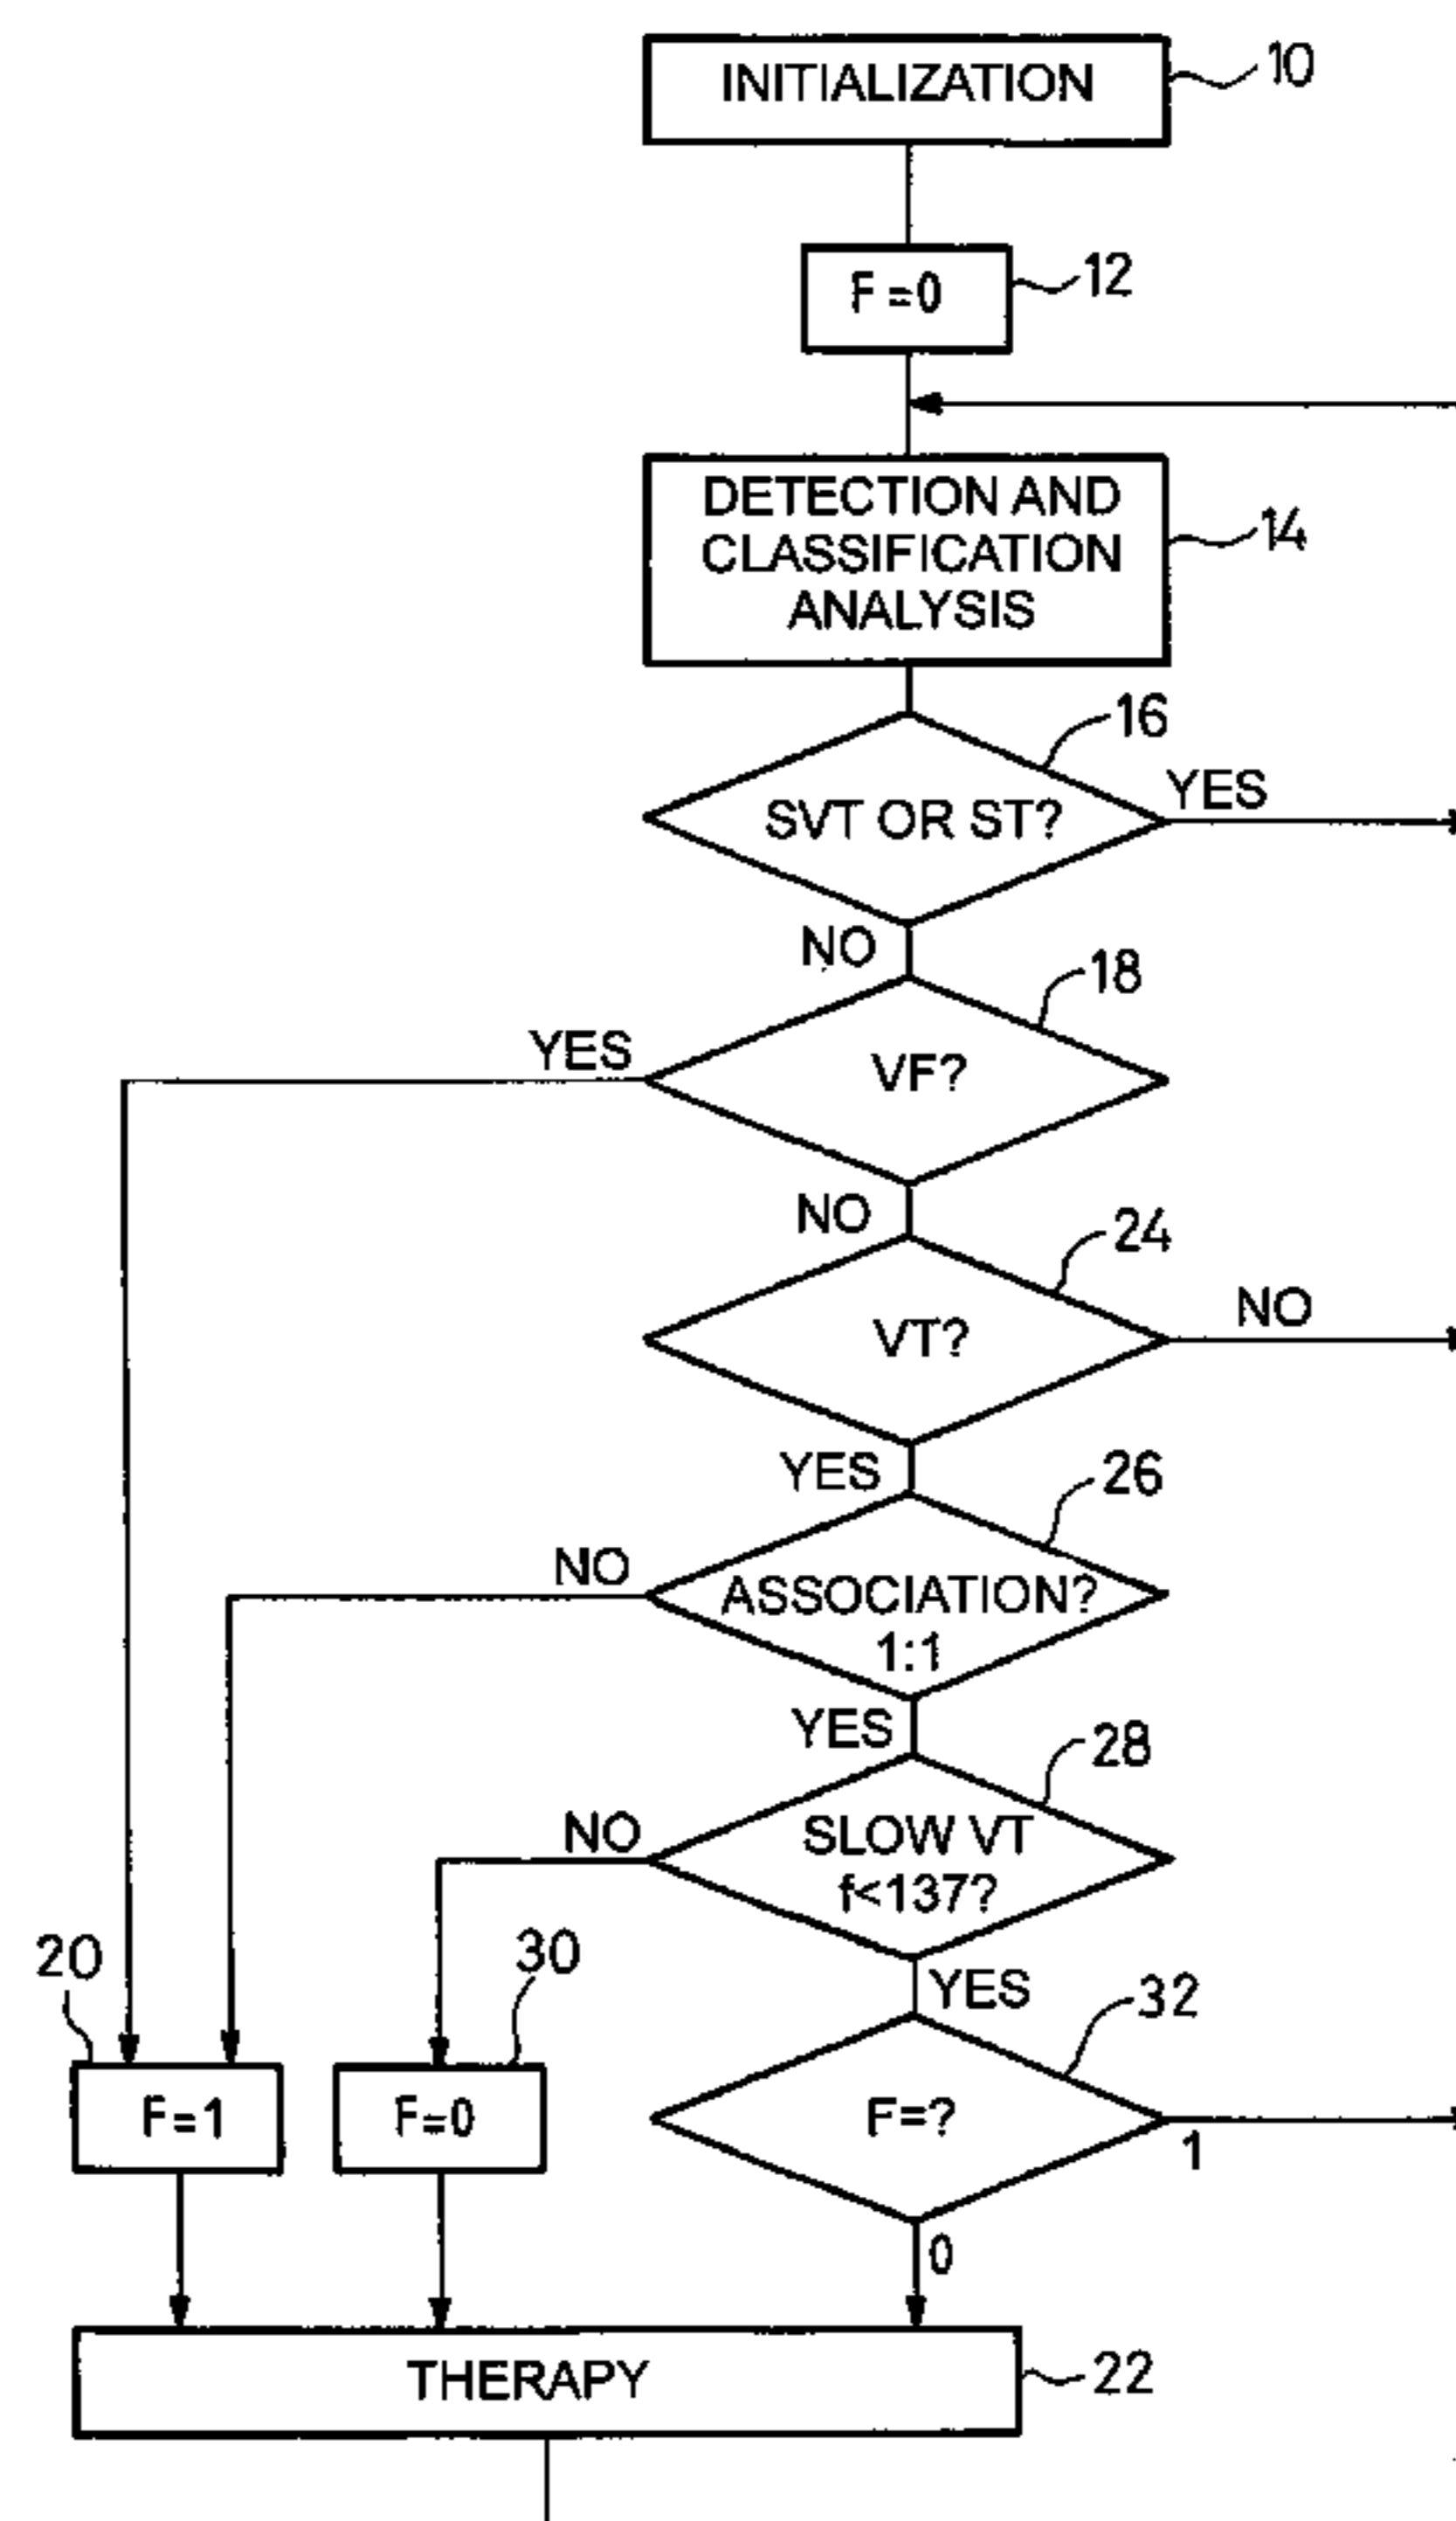 INITIALIZATION
10
F=0
12
DETECTION AND
CLASSIFICATION
ANALYSIS
14
16
SVT OR ST?
YES
NO
18
YES
VF?
NO
24
VT?
NO
YES
26
NO
ASSOCIATION?
1:1
YES
28
NO
SLOW VT
f<137?
20
30
YES
32
F=1
F=0
F=?
1
0
THERAPY
22